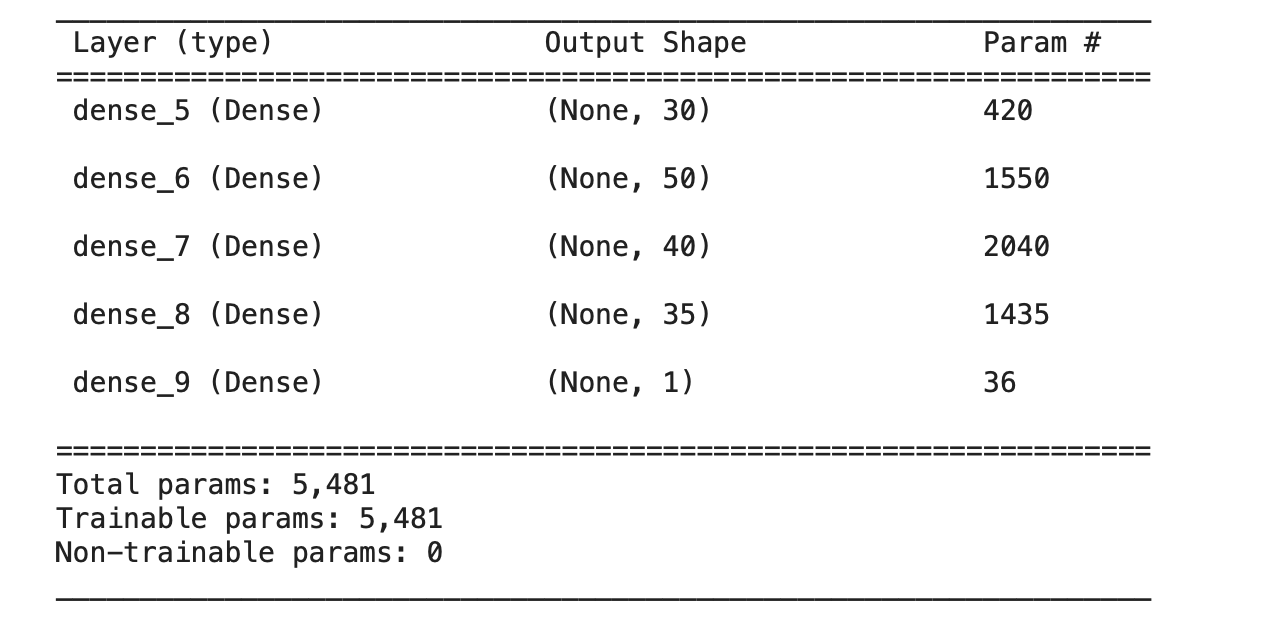 Layer (type) Output Shape Param #
=================================================================
dense_5 (Dense) (None, 30) 420
dense_6 (Dense) (None, 50) 1550
dense_7 (Dense) (None, 40) 2040
dense_8 (Dense) (None, 35) 1435
dense_9 (Dense) (None, 1) 36
=================================================================
Total params: 5,481
Trainable params: 5,481
Non-trainable params: 0